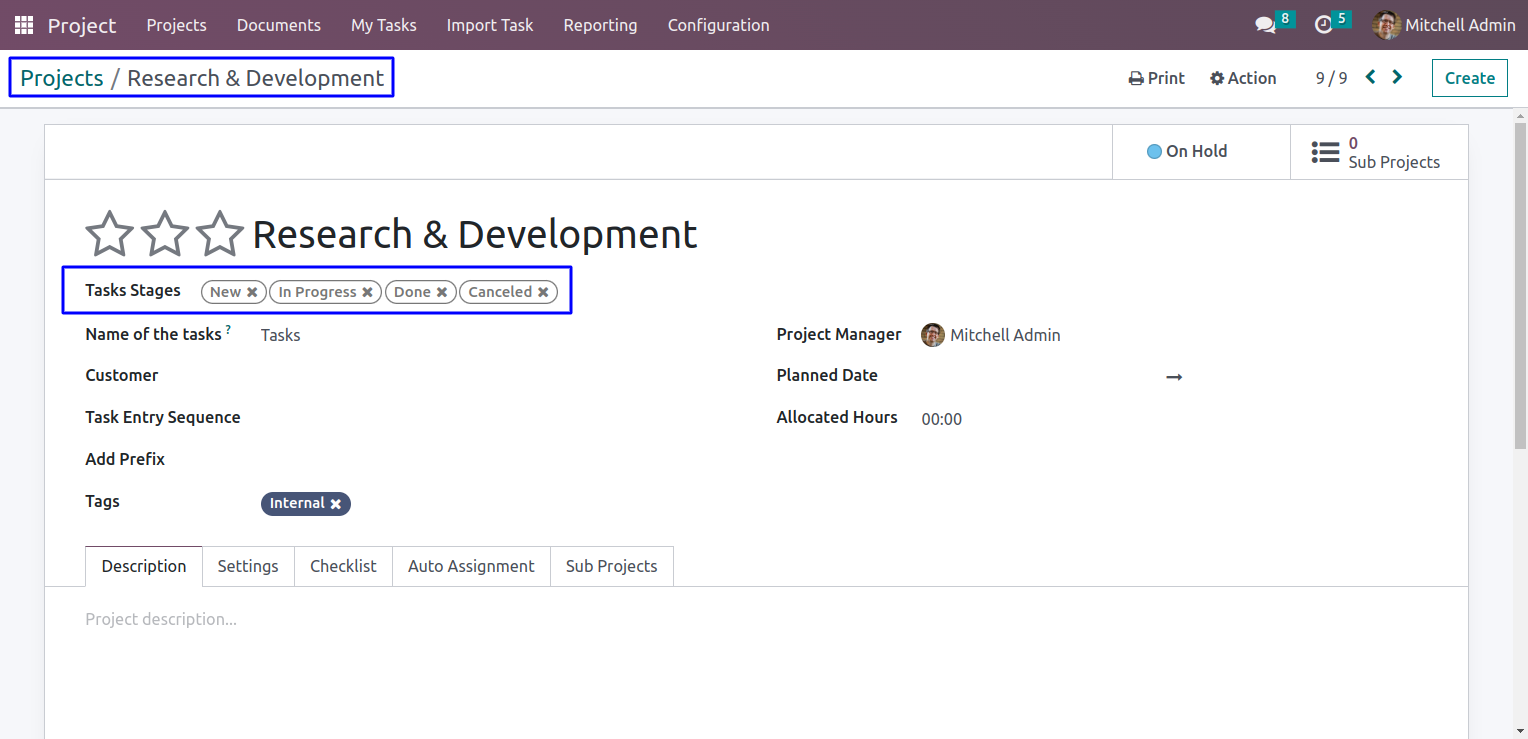 Project Projects Documents My Tasks Import Task Reporting Configuration 8 5 Mitchell Admin
Projects / Research & Development Print Action 9 / 9 Create
On Hold 0
Sub Projects
Research & Development
Tasks Stages New In Progress Done Canceled
Name of the tasks ? Tasks Project Manager Mitchell Admin
Customer Planned Date
Task Entry Sequence Allocated Hours 00:00
Add Prefix
Tags Internal
Description Settings Checklist Auto Assignment Sub Projects
Project description...